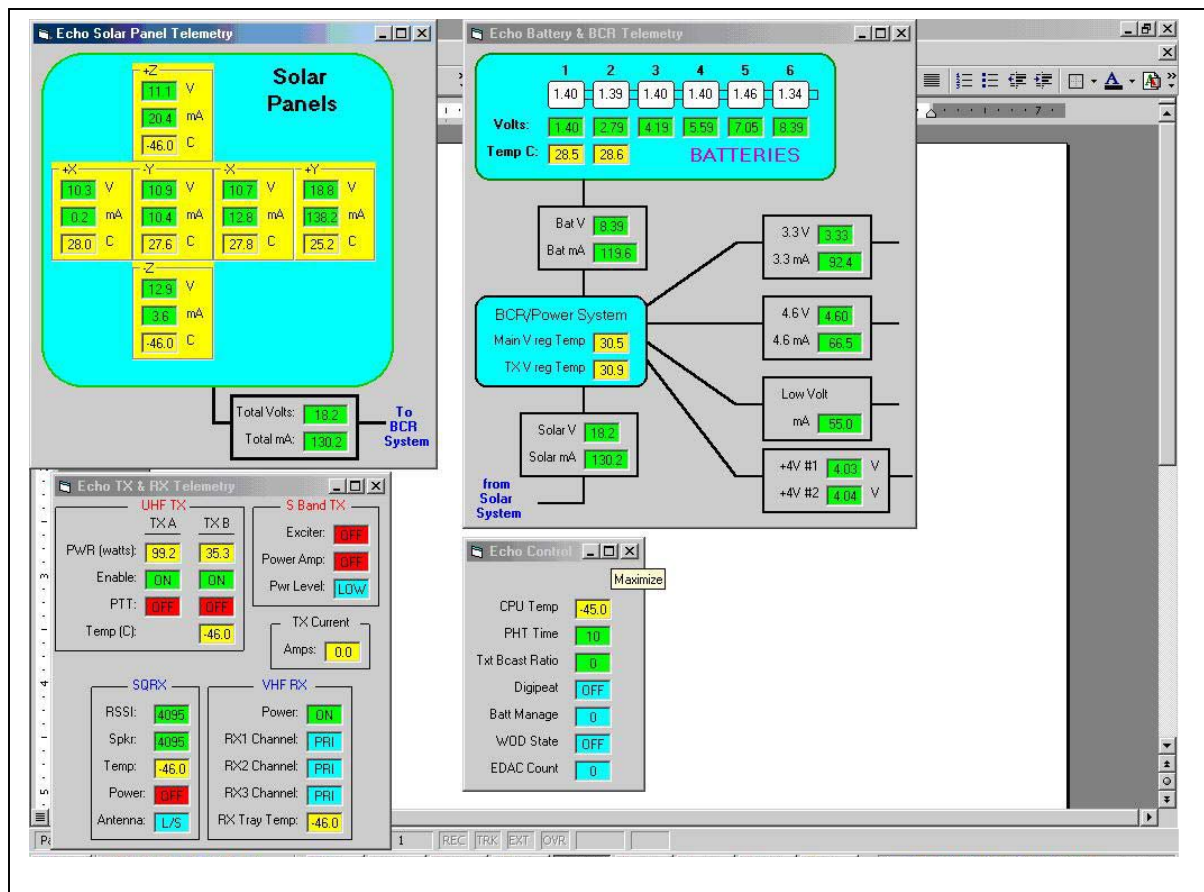 Echo Solar Panel Telemetry
Solar
Panels
+Z
11.1 V
20.4 mA
-46.0 C
+X -Y -X +Y
10.3 V 10.9 V 10.7 V 18.8 V
0.2 mA 10.4 mA 12.8 mA 138.2 mA
28.0 C 27.6 C 27.8 C 25.2 C
-Z
12.9 V
3.6 mA
-46.0 C
Total Volts: 18.2
Total mA: 130.2
To
BCR
System
Echo Battery & BCR Telemetry
1 2 3 4 5 6
1.40 1.39 1.40 1.40 1.46 1.34
Volts: 1.40 2.79 4.19 5.59 7.05 8.39
Temp C: 28.5 28.6 BATTERIES
Bat V 8.39
Bat mA 119.6
BCR/Power System
Main V reg Temp 30.5
TX V reg Temp 30.9
Solar V 18.2
Solar mA 130.2
from
Solar
System
3.3 V 3.33
3.3 mA 92.4
4.6 V 4.60
4.6 mA 66.5
Low Volt
mA 55.0
+4V #1 4.03 V
+4V #2 4.04 V
Echo TX & RX Telemetry
UHF TX
TX A TX B
PWR (watts): 99.2 35.3
Enable: ON ON
PTT: OFF OFF
Temp (C): -46.0
S Band TX
Exciter: OFF
Power Amp: OFF
Pwr Level: LOW
TX Current
Amps: 0.0
SQRX
RSSI: 4095
Spkr: 4095
Temp: -46.0
Power: OFF
Antenna: L/S
VHF RX
Power: ON
RX1 Channel: PRI
RX2 Channel: PRI
RX3 Channel: PRI
RX Tray Temp: -46.0
Echo Control
Maximize
CPU Temp -45.0
PHT Time 10
Txt Bcast Ratio 0
Digipeat OFF
Batt Manage 0
WOD State OFF
EDAC Count 0
7
3
4
5
1 REC TRK EXT OVR